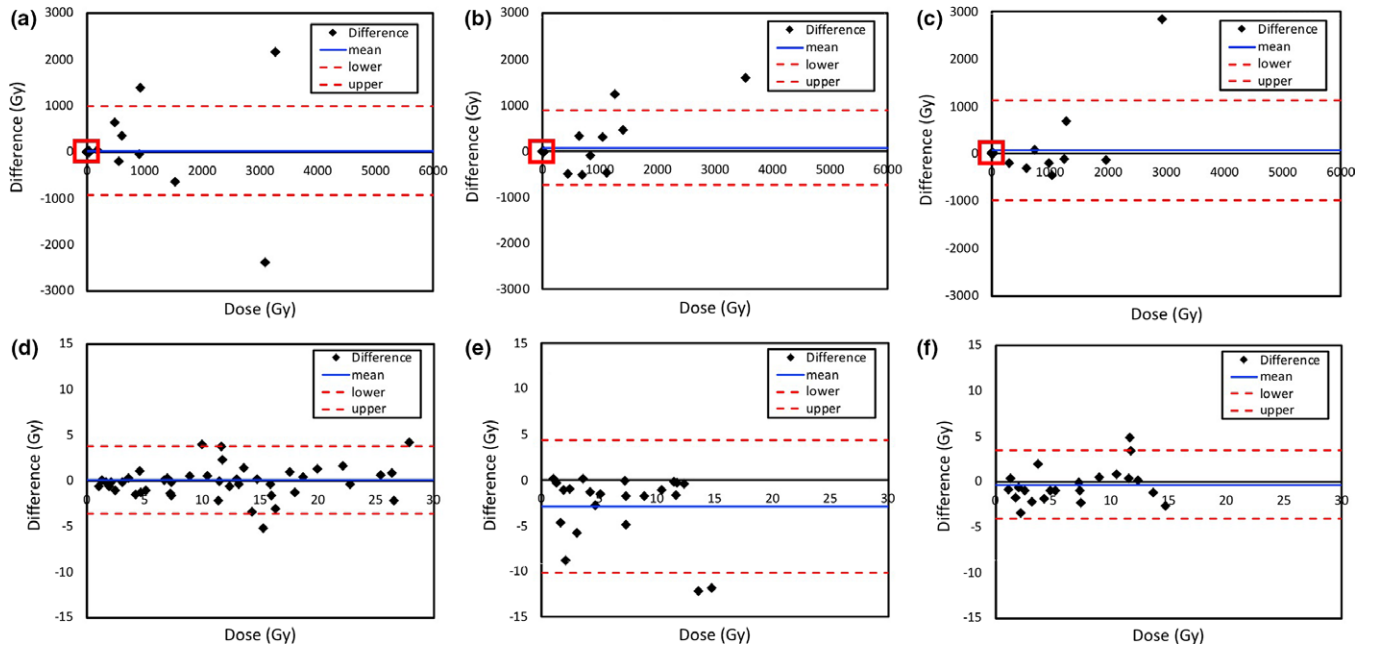 (a)
3000
2000
1000
0
-1000
-2000
-3000
Difference (Gy)
0 1000 2000 3000 4000 5000 6000
Dose (Gy)
Difference
mean
lower
upper
(b)
3000
2000
1000
0
-1000
-2000
-3000
Difference (Gy)
0 1000 2000 3000 4000 5000 6000
Dose (Gy)
Difference
mean
lower
upper
(c)
3000
2000
1000
0
-1000
-2000
-3000
Difference (Gy)
0 1000 2000 3000 4000 5000 6000
Dose (Gy)
Difference
mean
lower
upper
(d)
15
10
5
0
-5
-10
-15
Difference (Gy)
0 5 10 15 20 25 30
Dose (Gy)
Difference
mean
lower
upper
(e)
15
10
5
0
-5
-10
-15
Difference (Gy)
0 5 10 15 20 25 30
Dose (Gy)
Difference
mean
lower
upper
(f)
15
10
5
0
-5
-10
-15
Difference (Gy)
0 5 10 15 20 25 30
Dose (Gy)
Difference
mean
lower
upper